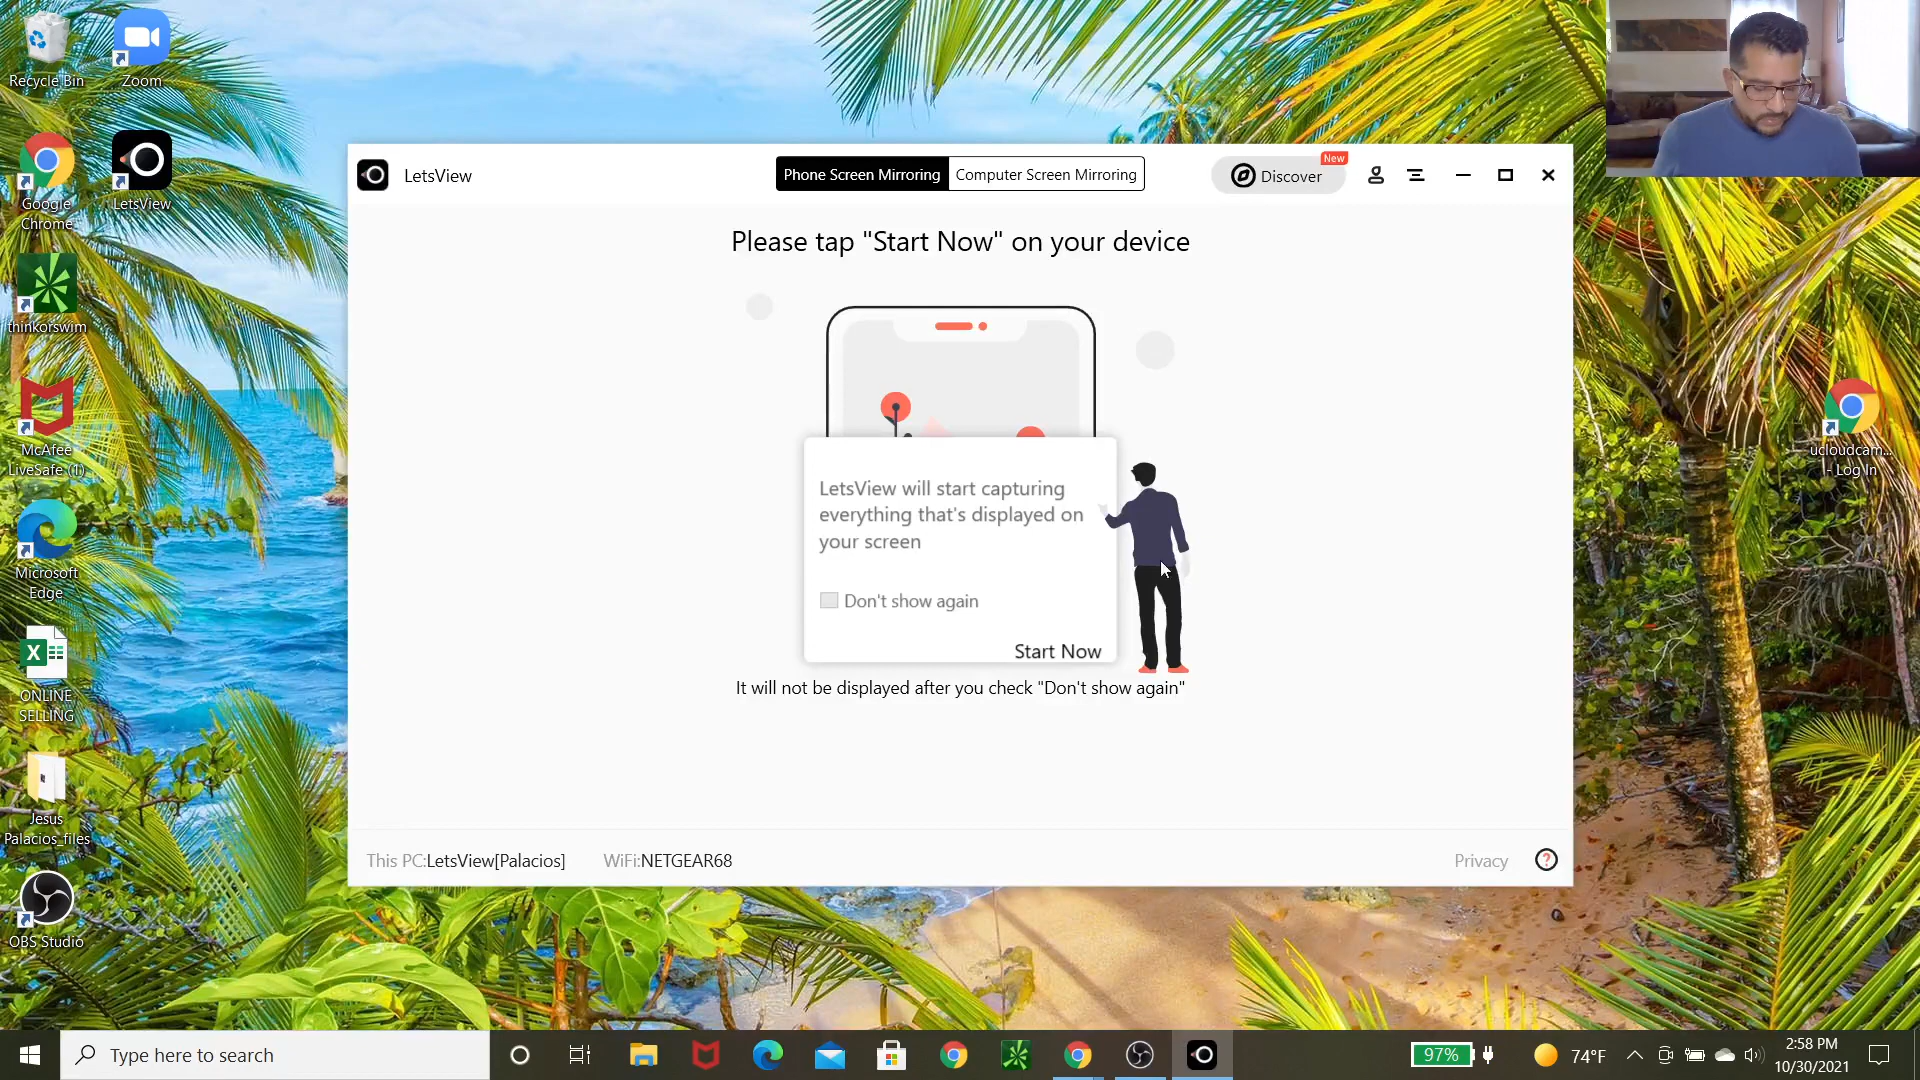 Recycle Bin
Zoom
Google
Chrome
LetsView
thinkorswim
McAfee
LiveSafe (1)
Microsoft
Edge
X
ONLINE
SELLING
Jesus
Palacios_files
OBS Studio
LetsView
Phone Screen Mirroring
Computer Screen Mirroring
Discover
New
Please tap "Start Now" on your device
LetsView will start capturing
everything that's displayed on
your screen
Don't show again
Start Now
It will not be displayed after you check "Don't show again"
This PC:LetsView[Palacios]
WiFi:NETGEAR68
Privacy
?
ucloudcam...
- Log In
Type here to search
97%
74°F
2:58 PM
10/30/2021